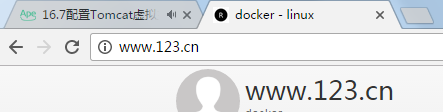 Ape 16.7配置Tomcat虚拟
R docker - linux
www.123.cn
www.123.cn
docker